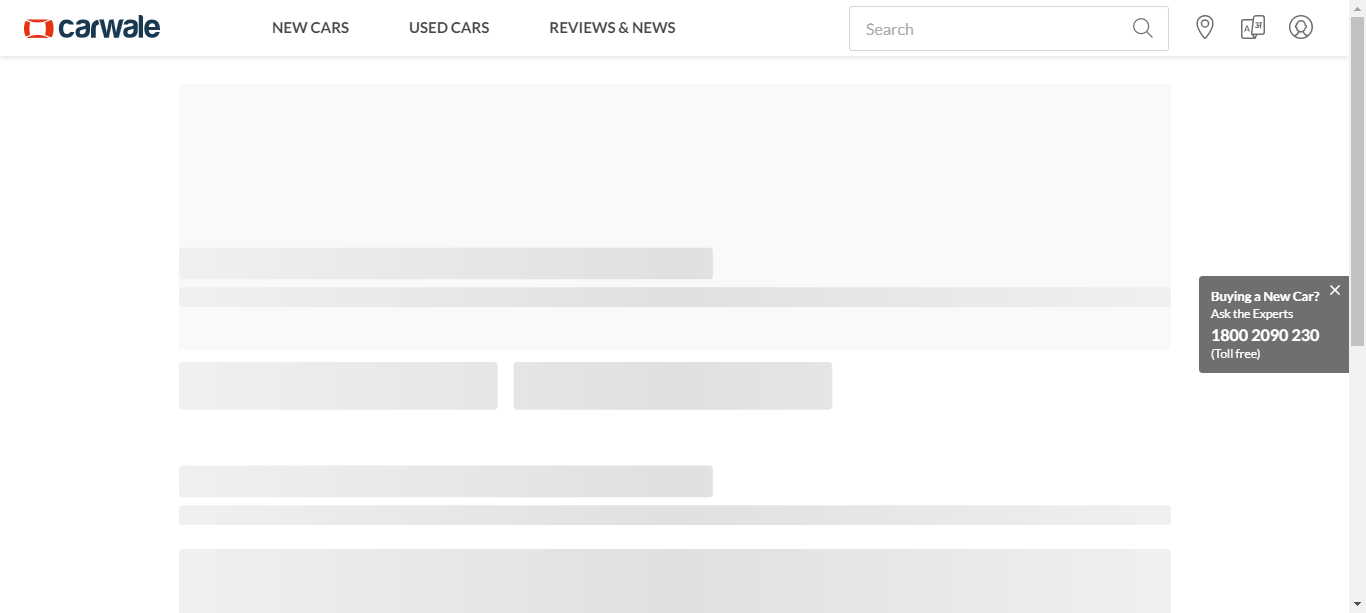 carwale
NEW CARS
USED CARS
REVIEWS & NEWS
Search
Buying a New Car?
Ask the Experts
1800 2090 230
(Toll free)